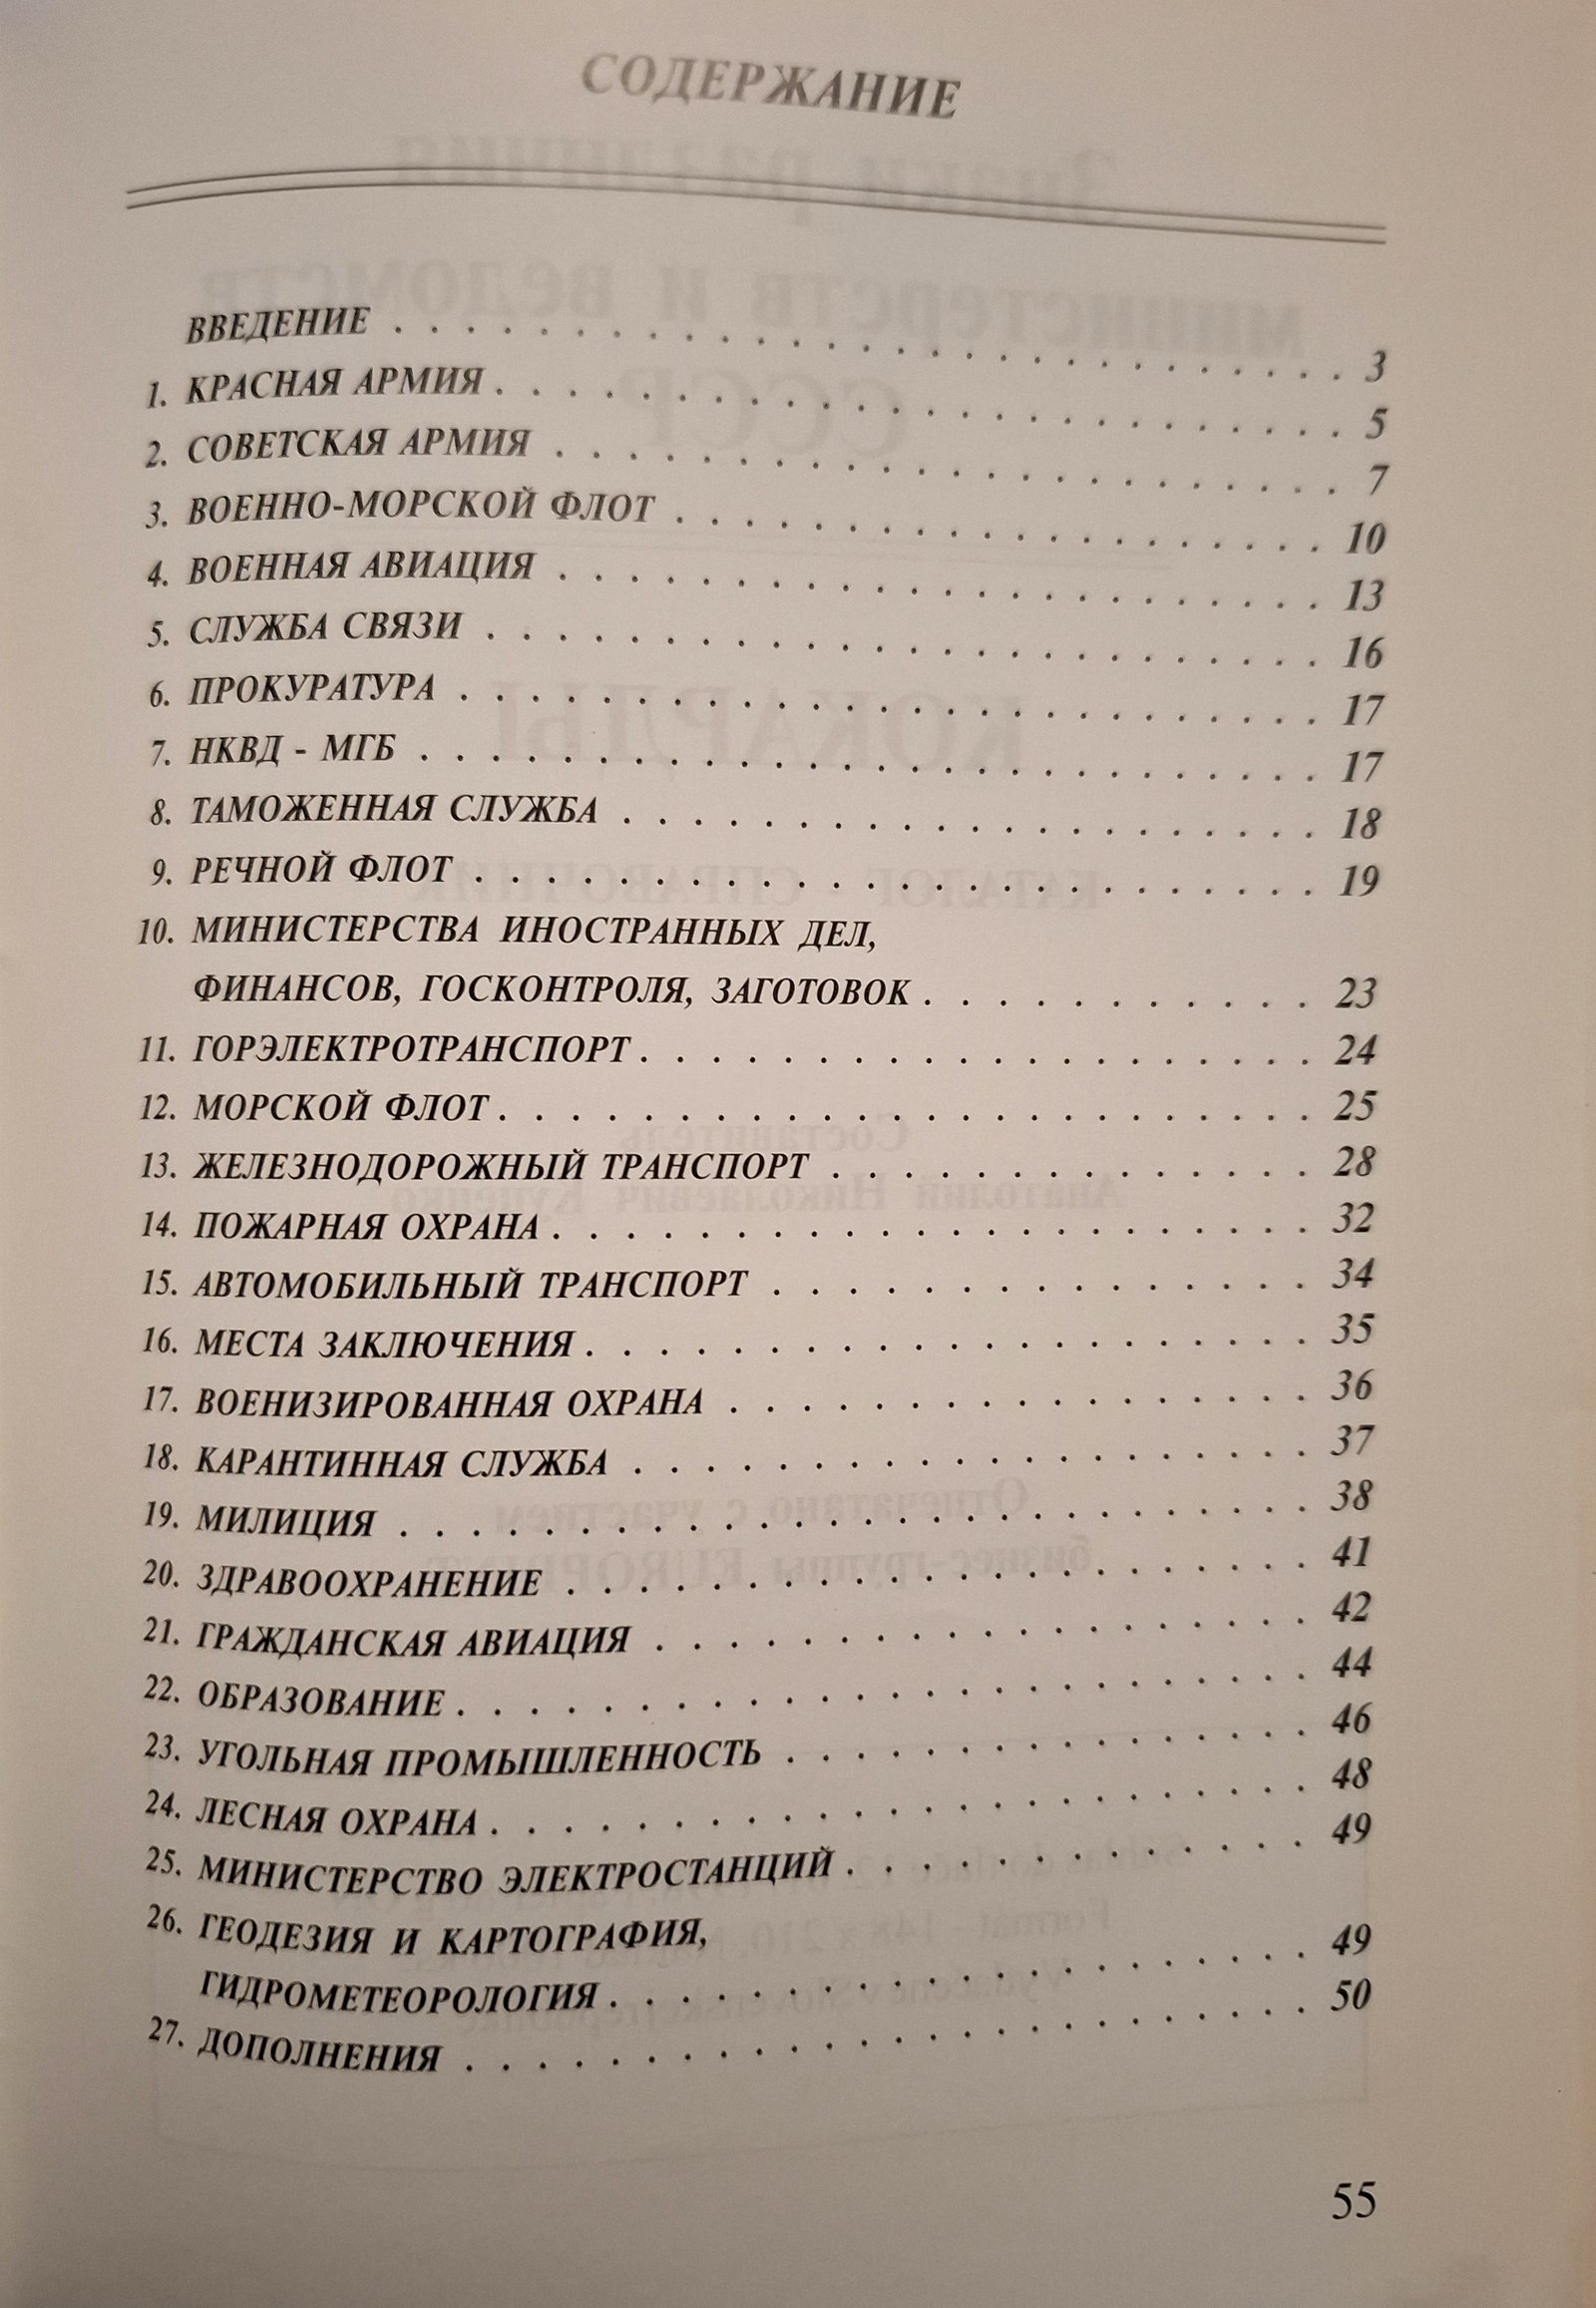 СОДЕРЖАНИЕ
ВВЕДЕНИЕ . . . . . . . . . . . . . . . . . . . . . . . . . . . 3
1. КРАСНАЯ АРМИЯ . . . . . . . . . . . . . . . . . . . . . . . . 5
2. СОВЕТСКАЯ АРМИЯ . . . . . . . . . . . . . . . . . . . . . . 7
3. ВОЕННО-МОРСКОЙ ФЛОТ . . . . . . . . . . . . . . . . . . . 10
4. ВОЕННАЯ АВИАЦИЯ . . . . . . . . . . . . . . . . . . . . . . 13
5. СЛУЖБА СВЯЗИ . . . . . . . . . . . . . . . . . . . . . . . . 16
6. ПРОКУРАТУРА . . . . . . . . . . . . . . . . . . . . . . . . 17
7. НКВД - МГБ . . . . . . . . . . . . . . . . . . . . . . . . . 17
8. ТАМОЖЕННАЯ СЛУЖБА . . . . . . . . . . . . . . . . . . . . 18
9. РЕЧНОЙ ФЛОТ . . . . . . . . . . . . . . . . . . . . . . . . 19
10. МИНИСТЕРСТВА ИНОСТРАННЫХ ДЕЛ,
ФИНАНСОВ, ГОСКОНТРОЛЯ, ЗАГОТОВОК . . . . . . . . . . . . 23
11. ГОРЭЛЕКТРОТРАНСПОРТ . . . . . . . . . . . . . . . . . . . 24
12. МОРСКОЙ ФЛОТ . . . . . . . . . . . . . . . . . . . . . . . 25
13. ЖЕЛЕЗНОДОРОЖНЫЙ ТРАНСПОРТ . . . . . . . . . . . . . . 28
14. ПОЖАРНАЯ ОХРАНА . . . . . . . . . . . . . . . . . . . . . 32
15. АВТОМОБИЛЬНЫЙ ТРАНСПОРТ . . . . . . . . . . . . . . . 34
16. МЕСТА ЗАКЛЮЧЕНИЯ . . . . . . . . . . . . . . . . . . . . 35
17. ВОЕНИЗИРОВАННАЯ ОХРАНА . . . . . . . . . . . . . . . . 36
18. КАРАНТИННАЯ СЛУЖБА . . . . . . . . . . . . . . . . . . . 37
19. МИЛИЦИЯ . . . . . . . . . . . . . . . . . . . . . . . . . . 38
20. ЗДРАВООХРАНЕНИЕ . . . . . . . . . . . . . . . . . . . . . 41
21. ГРАЖДАНСКАЯ АВИАЦИЯ . . . . . . . . . . . . . . . . . . 42
22. ОБРАЗОВАНИЕ . . . . . . . . . . . . . . . . . . . . . . . . 44
23. УГОЛЬНАЯ ПРОМЫШЛЕННОСТЬ . . . . . . . . . . . . . . . 46
24. ЛЕСНАЯ ОХРАНА . . . . . . . . . . . . . . . . . . . . . . . 48
25. МИНИСТЕРСТВО ЭЛЕКТРОСТАНЦИЙ . . . . . . . . . . . . . 49
26. ГЕОДЕЗИЯ И КАРТОГРАФИЯ,
ГИДРОМЕТЕОРОЛОГИЯ . . . . . . . . . . . . . . . . . . . . 49
27. ДОПОЛНЕНИЯ . . . . . . . . . . . . . . . . . . . . . . . . 50
55